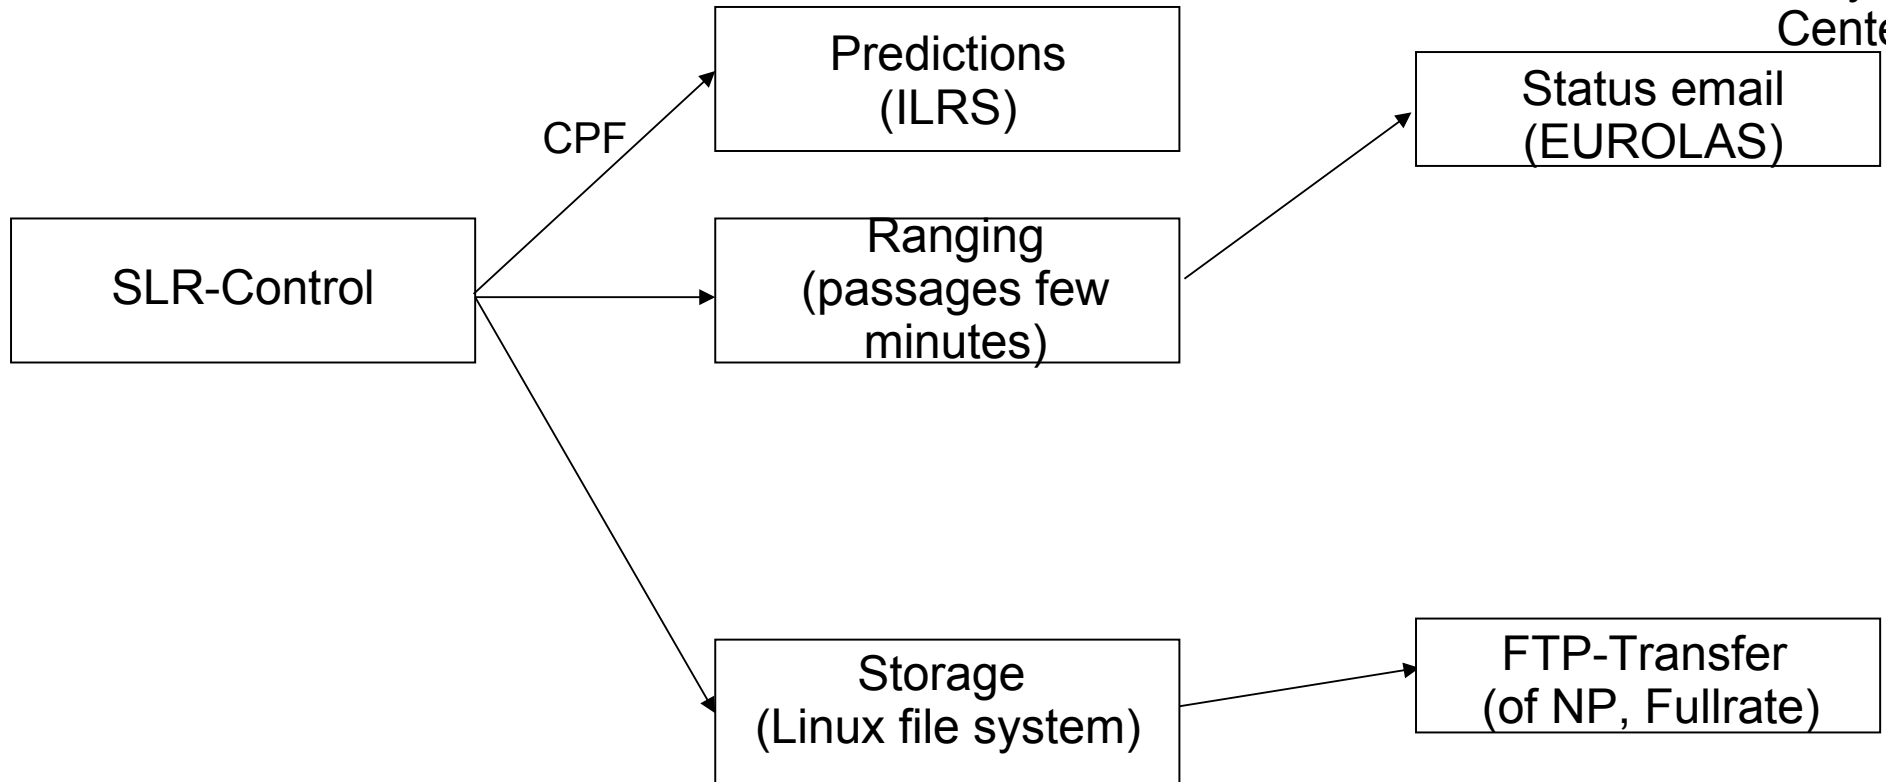 Predictions
(ILRS)
CPF
SLR-Control
Ranging
(passages few
minutes)
Storage
(Linux file system)
Status email
(EUROLAS)
FTP-Transfer
(of NP, Fullrate)